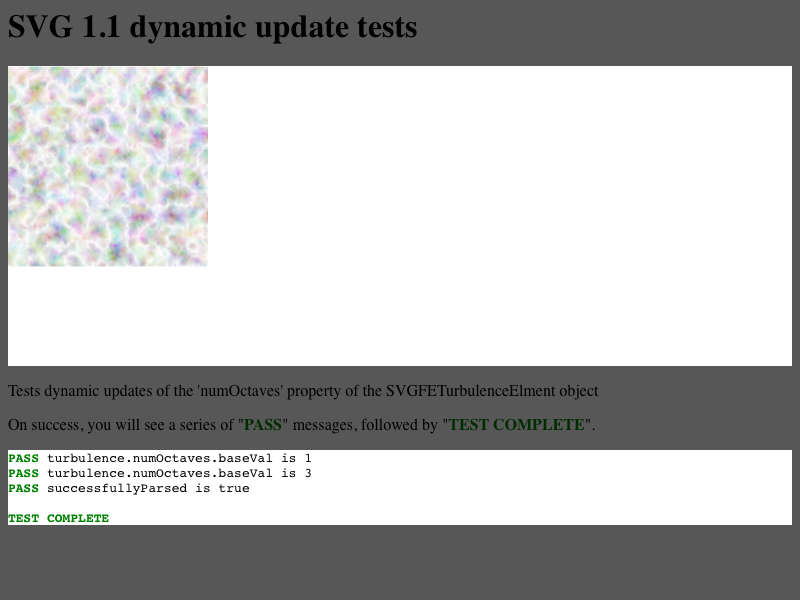 SVG 1.1 dynamic update tests
Tests dynamic updates of the 'numOctaves' property of the SVGFETurbulenceElment object
On success, you will see a series of "PASS" messages, followed by "TEST COMPLETE".
PASS turbulence.numOctaves.baseVal is 1
PASS turbulence.numOctaves.baseVal is 3
PASS successfullyParsed is true
TEST COMPLETE